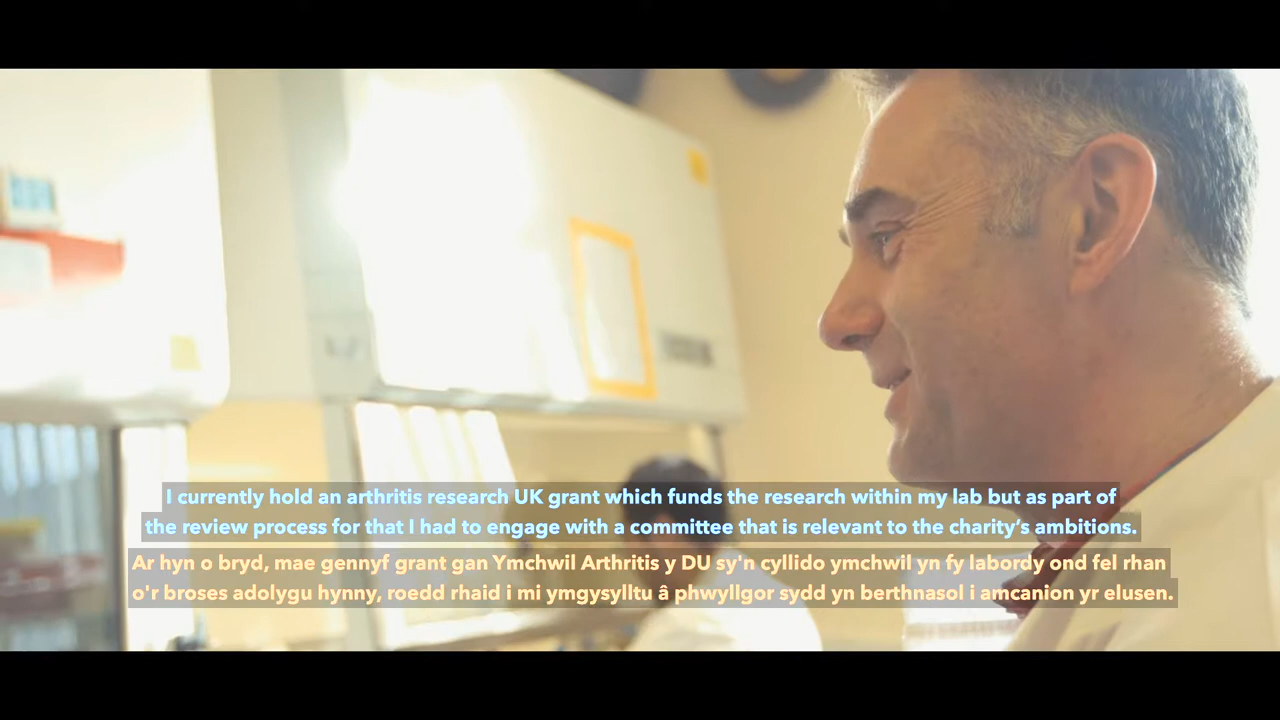 I currently hold an arthritis research UK grant which funds the research within my lab but as part of
the review process for that I had to engage with a committee that is relevant to the charity’s ambitions.
Ar hyn o bryd, mae gennyf grant gan Ymchwil Arthritis y DU sy'n cyllido ymchwil yn fy labordy ond fel rhan
o'r broses adolygu hynny, roedd rhaid i mi ymgysylltu â phwyllgor sydd yn berthnasol i amcanion yr elusen.